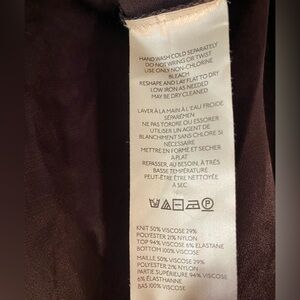 HAND WASH COLD SEPARATELY
DO NOT WRING OR TWIST
USE ONLY NON-CHLORINE
BLEACH
RESHAPE AND LAY FLAT TO DRY
LOW IRON AS NEEDED
MAY BE DRY CLEANED
LAVER À LA MAIN À L'EAU FROIDE
SÉPARÉMEN
NE PAS TORDRE OU ESSORER
UTILISER UN AGENT DE
BLANCHIMENT SANS CHLORE SI
NÉCESSAIRE
METTRE EN FORME ET SÉCHER
À PLAT
REPASSER, AU BESOIN, À TRÈS
BASSE TEMPÉRATURE
PEUT-ÊTRE ÊTRE NETTOYÉE
À SEC
P
KNIT 50% VISCOSE 29%
POLYESTER 21% NYLON
TOP 94% VISCOSE 6% ELASTANE
BOTTOM 100% VISCOSE
MAILLE 50% VISCOSE 29%
POLYESTER 21% NYLON
PARTIE SUPÉRIEURE 94% VISCOSE
6% ÉLASTHANNE
BAS 100% VISCOSE